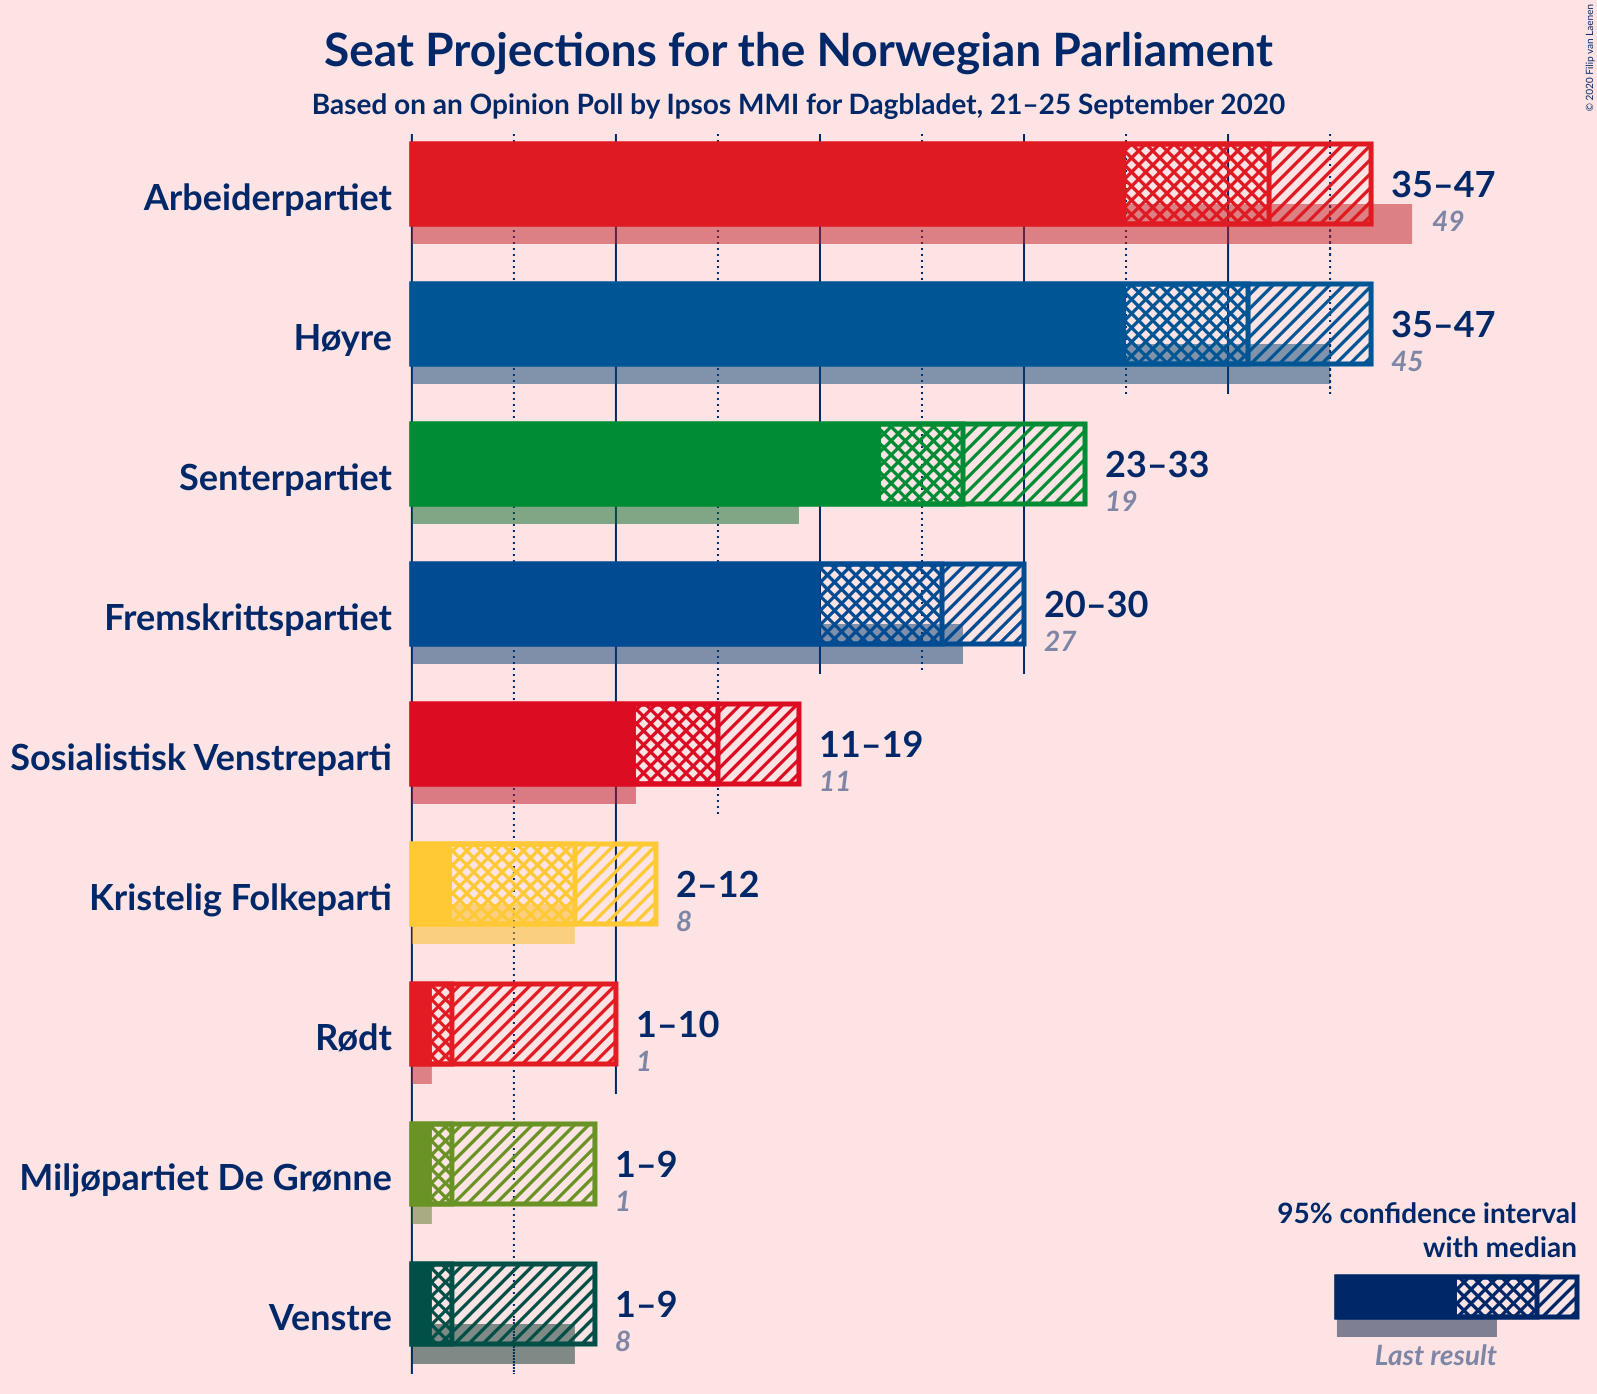 Seat Projections for the Norwegian Parliament
Based on an Opinion Poll by Ipsos MMI for Dagbladet, 21–25 September 2020
© 2020 Filip van Laenen
Arbeiderpartiet
35–47
49
Høyre
35–47
45
Senterpartiet
23–33
19
Fremskrittspartiet
20–30
27
Sosialistisk Venstreparti
11–19
11
Kristelig Folkeparti
2–12
8
Rødt
1–10
1
Miljøpartiet De Grønne
1–9
1
Venstre
1–9
8
95% confidence interval
with median
Last result